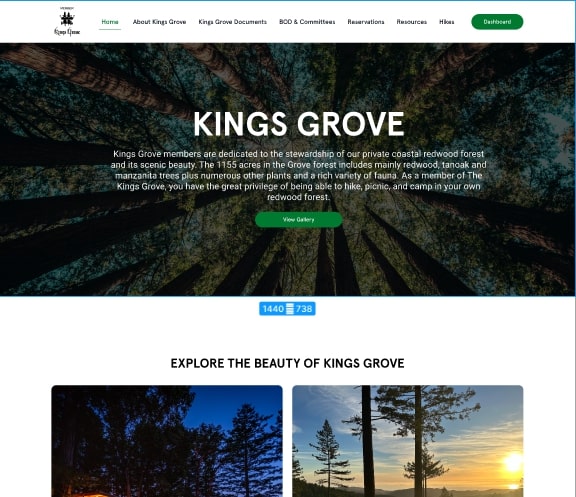 MEMBER
Kings Grove
Home About Kings Grove Kings Grove Documents BOD & Committees Reservations Resources Hikes Dashboard
KINGS GROVE
Kings Grove members are dedicated to the stewardship of our private coastal redwood forest
and its scenic beauty. The 1155 acres in the Grove forest includes mainly redwood, tanoak and
manzanita trees plus numerous other plants and a rich variety of fauna. As a member of The
Kings Grove, you have the great privilege of being able to hike, picnic, and camp in your own
redwood forest.
View Gallery
1440 738
EXPLORE THE BEAUTY OF KINGS GROVE